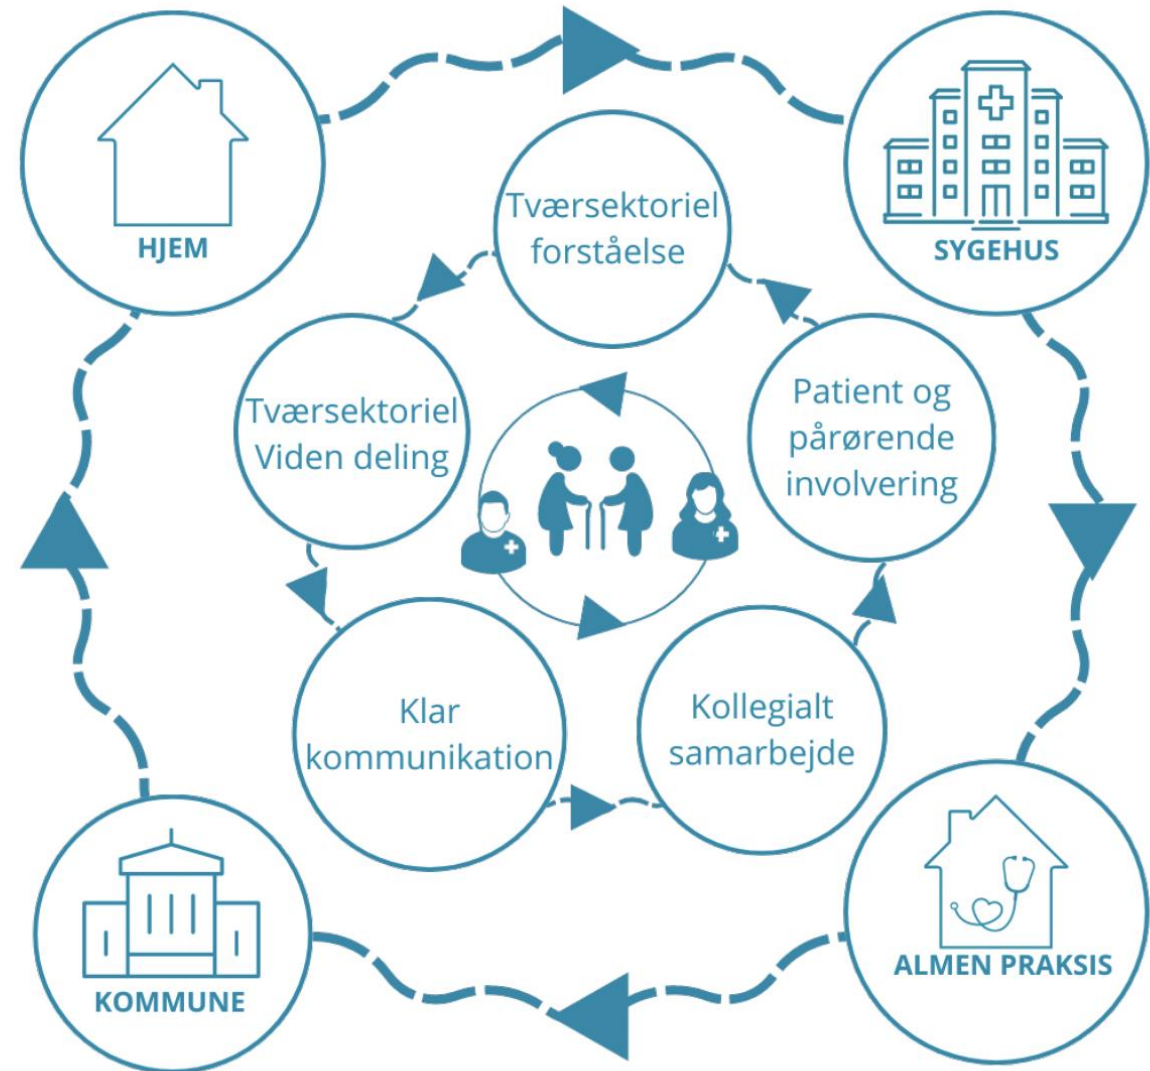 HJEM
SYGEHUS
Tværsektoriel
forståelse
Tværsektoriel
Viden deling
Patient og
pårørende
involvering
Klar
kommunikation
Kollegialt
samarbejde
KOMMUNE
ALMEN PRAKSIS